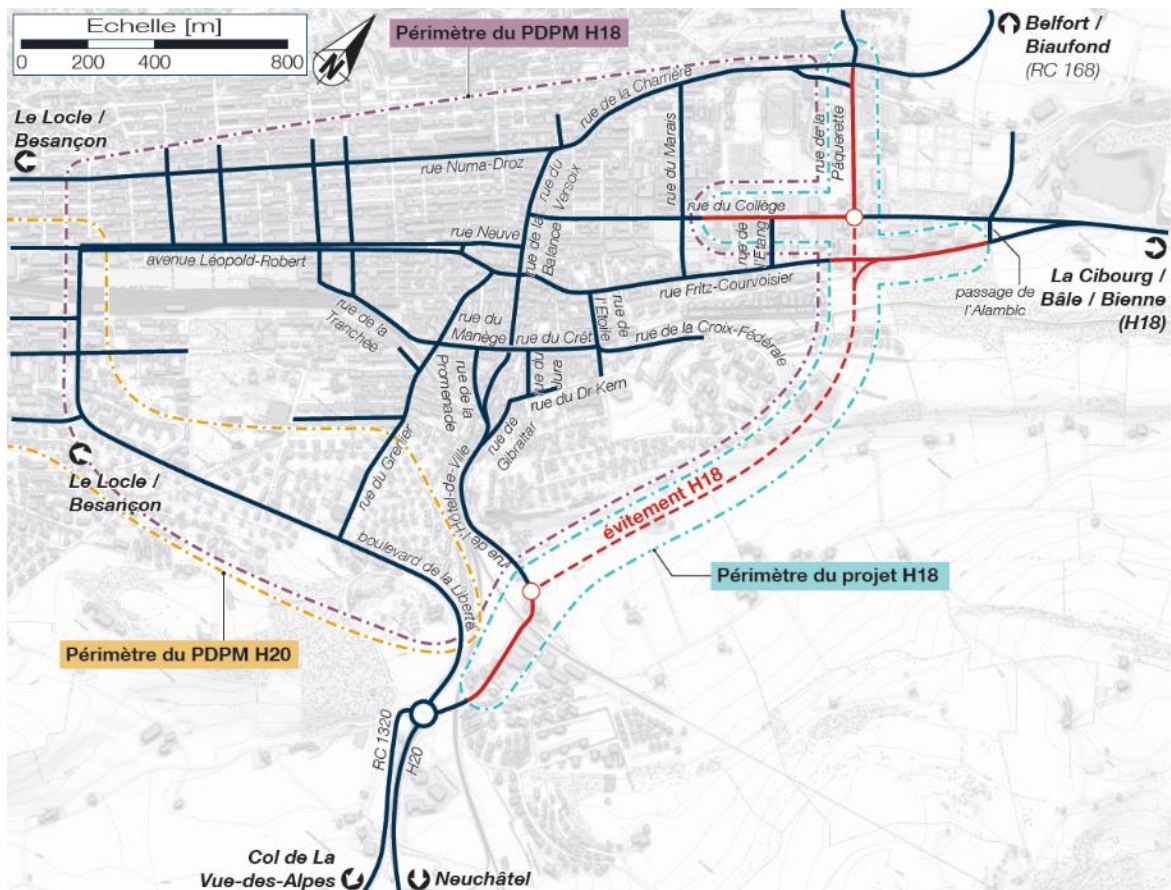 Echelle [m]
0 200 400 800
N
Périmètre du PDPM H18
Belfort /
Biaufond
(RC 168)
Le Locle /
Besançon
rue de la Charrière
rue Numa-Droz
rue du
Versoix
rue du Marais
rue de la
Pâquerette
rue du Collège
rue Neuve
rue de la
Balance
rue de
l'Etang
avenue Léopold-Robert
rue Fritz-Courvoisier
La Cibourg /
Bâle / Bienne
(H18)
passage de
l'Alambic
rue de la
Tranchée
rue du
Manège
rue du Crêt
rue de
l'Etoile
rue de la Croix-Fédérale
rue de la
Promenade
rue du
Jura
rue du Dr Kern
rue de
Gibraltar
rue du Grenier
rue de l'Hôtel-de-Ville
Le Locle /
Besançon
évitement H18
boulevard de la Liberté
Périmètre du projet H18
Périmètre du PDPM H20
RC 1320
H20
Col de La
Vue-des-Alpes
Neuchâtel